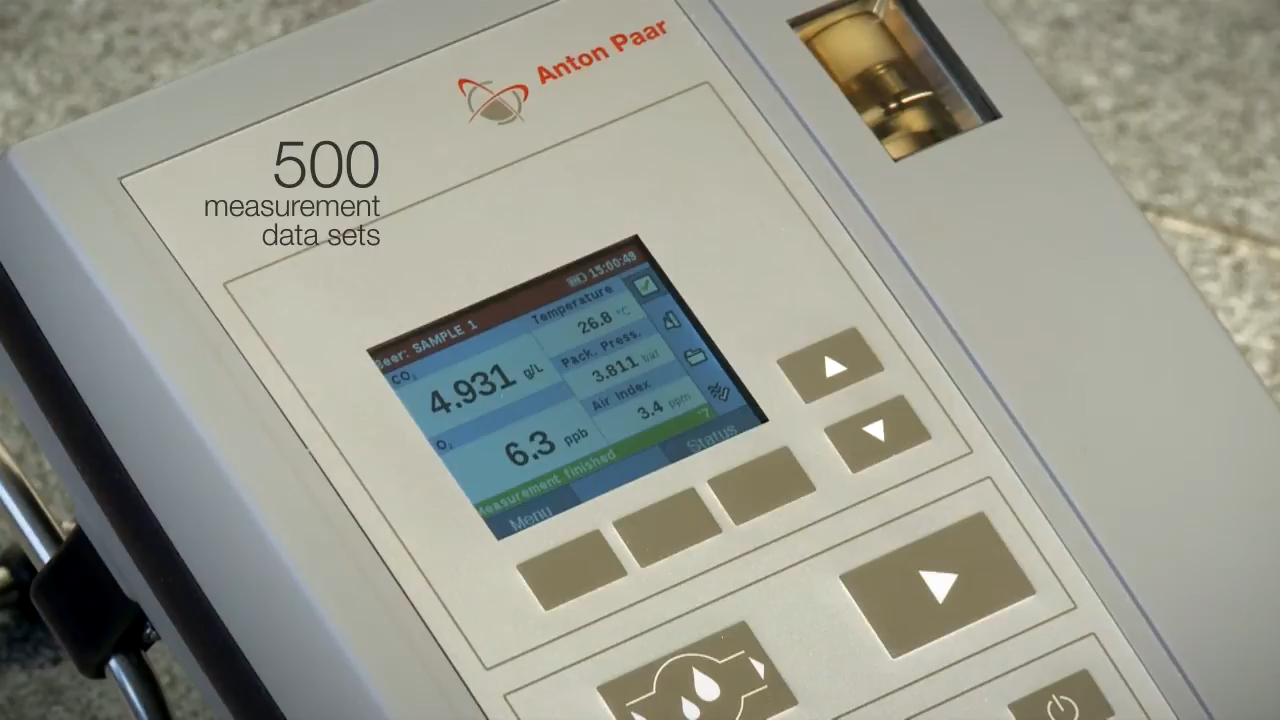 Anton Paar
500
measurement
data sets
Beer: SAMPLE 1
15:00:49
CO₂
4.931 g/L
O₂
6.3 ppb
Temperature
26.8 °C
Pack. Press.
3.811 bar
Air Index
3.4 ppm
Measurement finished
Menu
Status